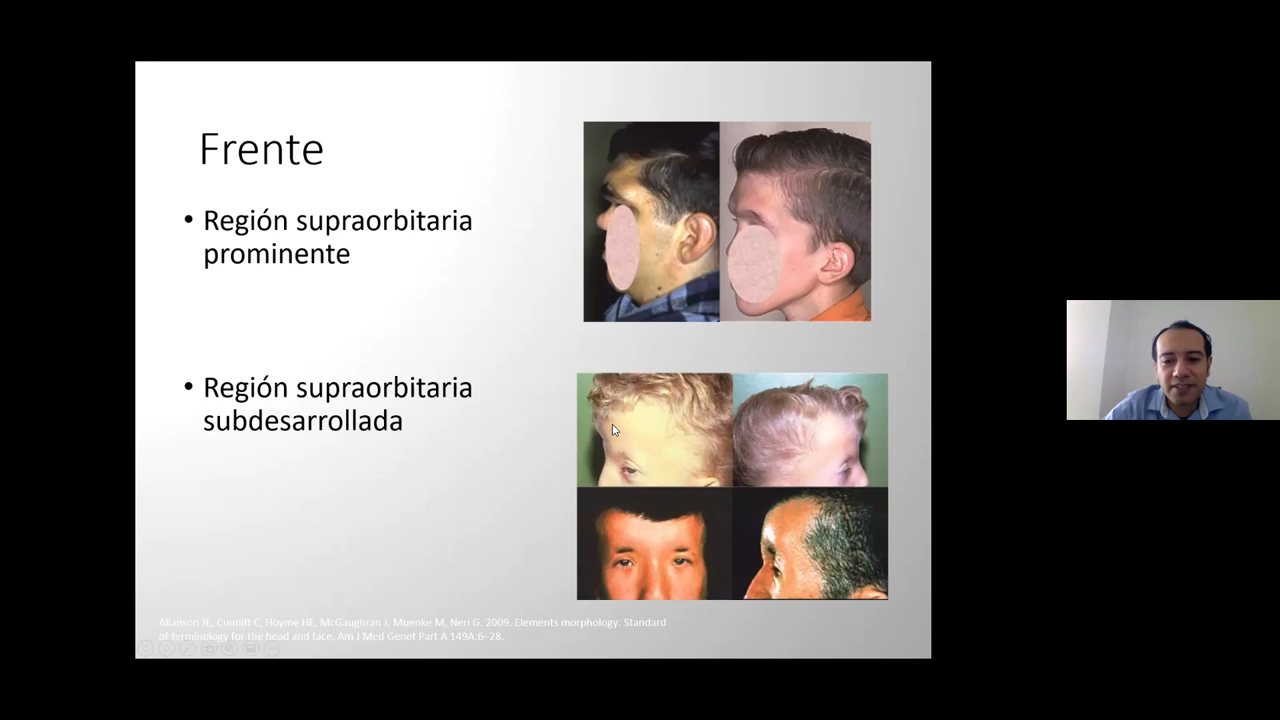 Frente
• Región supraorbitaria
prominente
• Región supraorbitaria
subdesarrollada
Allanson JE, Cunniff C, Hoyme HE, McGaughran J, Muenke M, Neri G. 2009. Elements morphology: Standard
of terminology for the head and face. Am J Med Genet Part A 149A:6–28.